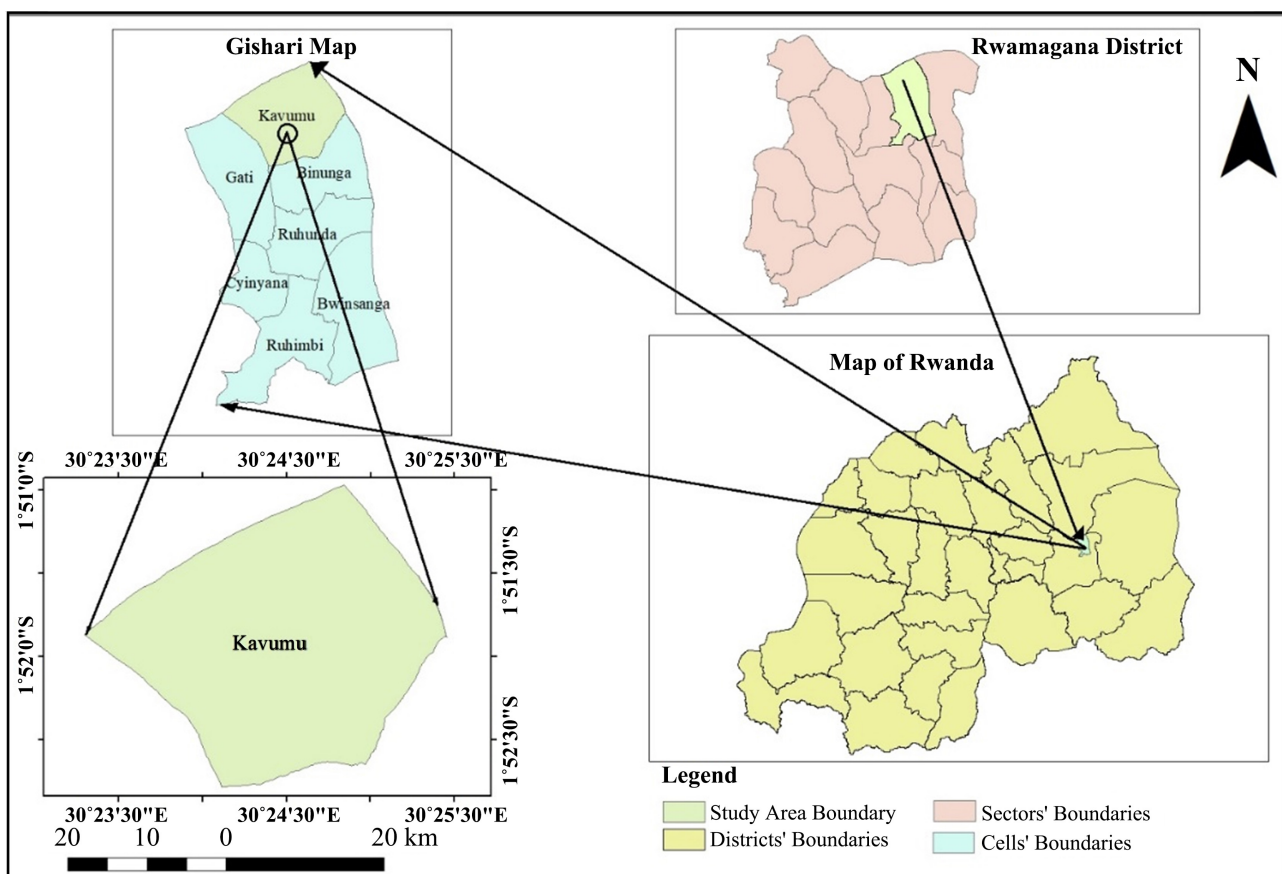 Gishari Map
Kavumu
Gati
Binunga
Ruhunda
Cyinyana
Bwinsanga
Ruhimbi
Rwamagana District
N
Map of Rwanda
30°23'30"E 30°24'30"E 30°25'30"E
1°51'0"S
1°52'0"S
Kavumu
1°51'30"S
1°52'30"S
30°23'30"E 30°24'30"E 30°25'30"E
20 10 0 20 km
Legend
Study Area Boundary
Districts' Boundaries
Sectors' Boundaries
Cells' Boundaries